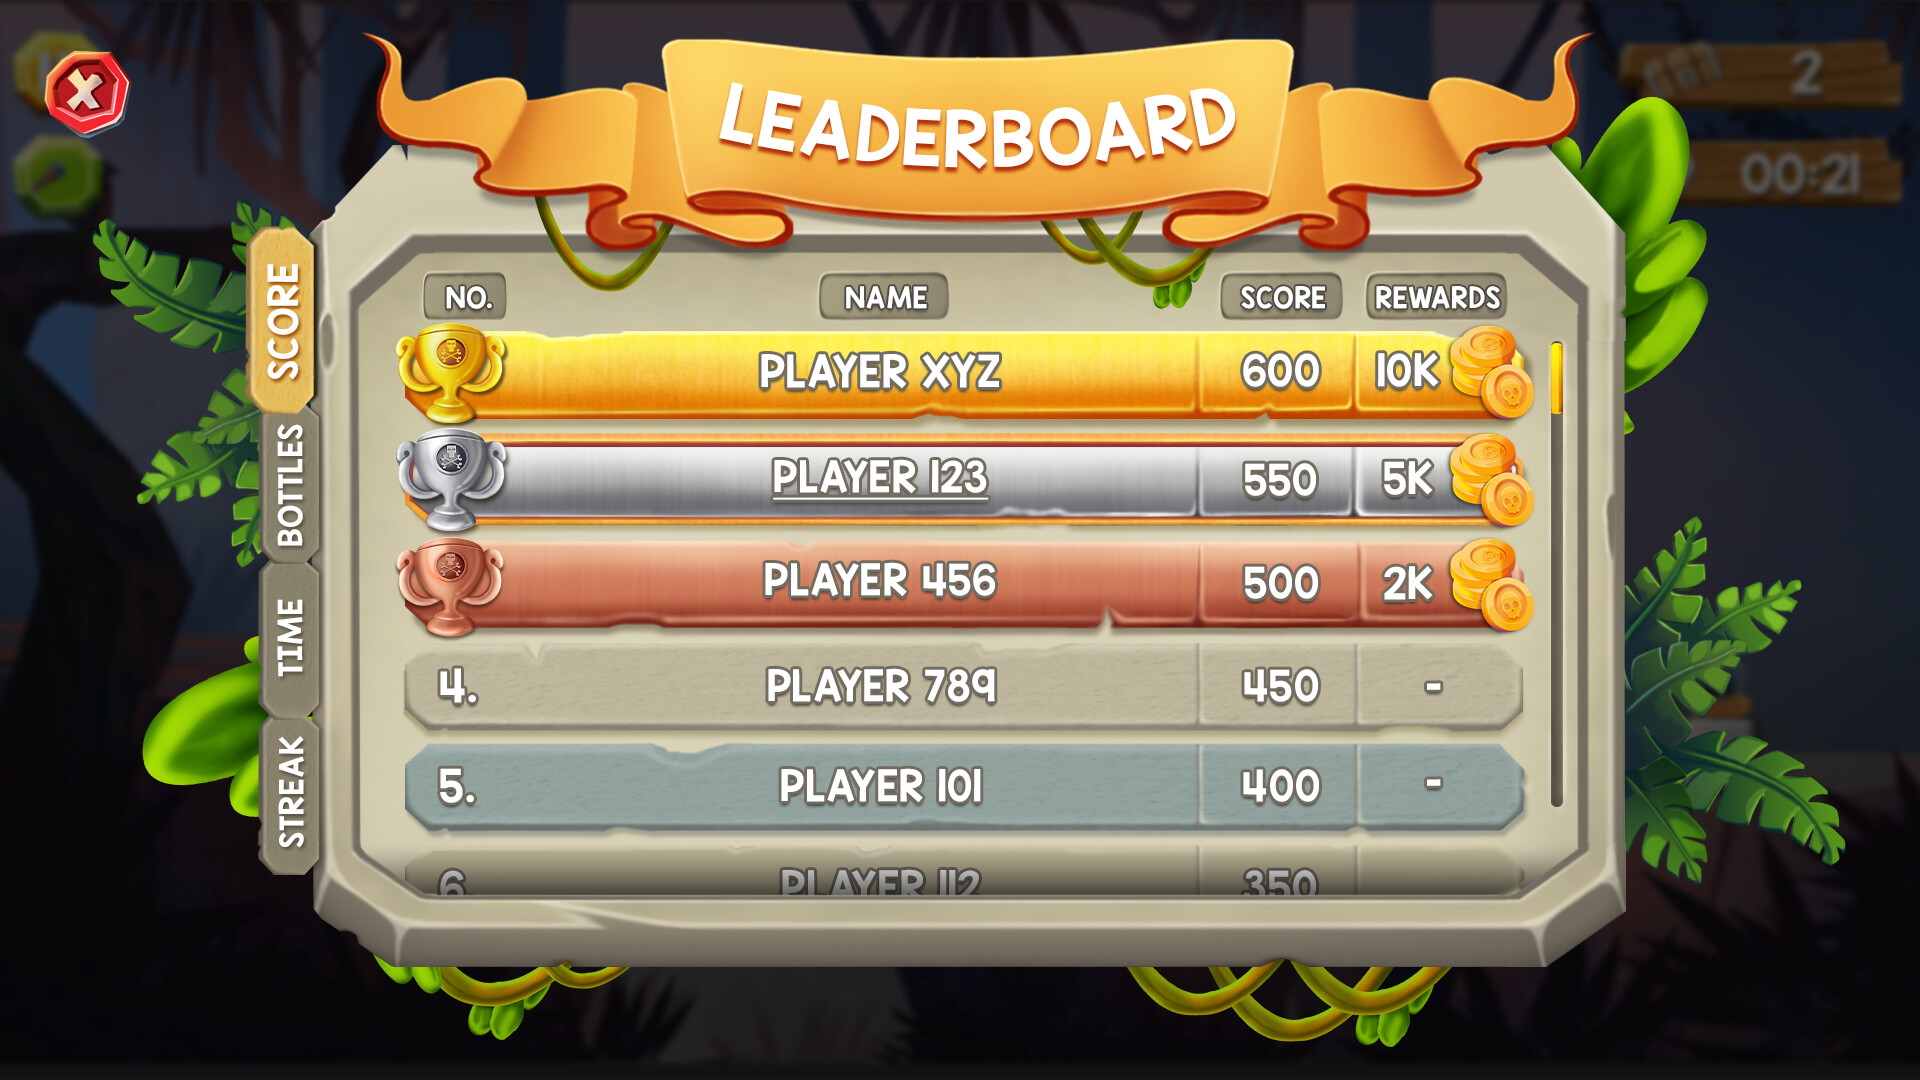 LEADERBOARD
2
00:21
NO. NAME SCORE REWARDS
PLAYER XYZ 600 10K
PLAYER 123 550 5K
PLAYER 456 500 2K
4. PLAYER 789 450 -
5. PLAYER 101 400 -
6. PLAYER 112 350
SCORE
BOTTLES
TIME
STREAK